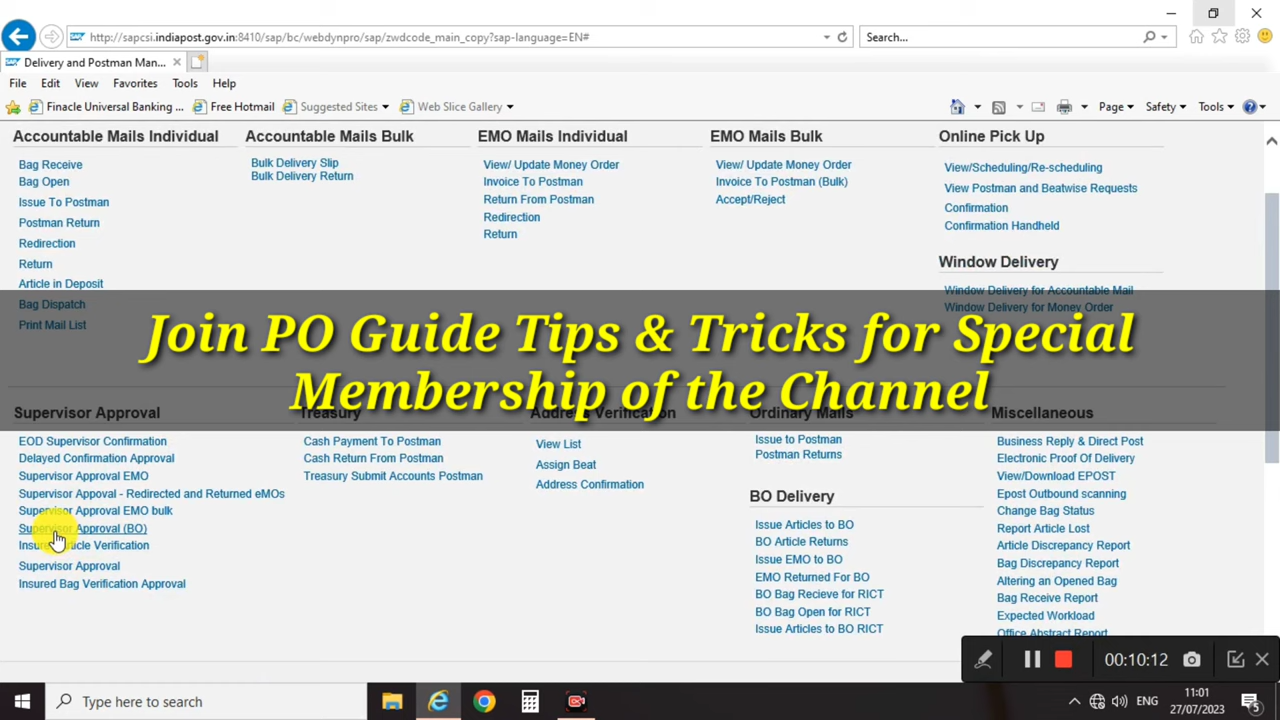 http://sapcsi.indiapost.gov.in:8410/sap/bc/webdynpro/sap/zwdcode_main_copy?sap-language=EN#
Search...
Delivery and Postman Man...
File Edit View Favorites Tools Help
Finacle Universal Banking ... Free Hotmail Suggested Sites Web Slice Gallery Page Safety Tools
Accountable Mails Individual
Bag Receive
Bag Open
Issue To Postman
Postman Return
Redirection
Return
Article in Deposit
Bag Dispatch
Print Mail List
Accountable Mails Bulk
Bulk Delivery Slip
Bulk Delivery Return
EMO Mails Individual
View/ Update Money Order
Invoice To Postman
Return From Postman
Redirection
Return
EMO Mails Bulk
View/ Update Money Order
Invoice To Postman (Bulk)
Accept/Reject
Online Pick Up
View/Scheduling/Re-scheduling
View Postman and Beatwise Requests
Confirmation
Confirmation Handheld
Window Delivery
Window Delivery for Accountable Mail
Window Delivery for Money Order
Join PO Guide Tips & Tricks for Special
Membership of the Channel
Supervisor Approval
EOD Supervisor Confirmation
Delayed Confirmation Approval
Supervisor Approval EMO
Supervisor Appoval - Redirected and Returned eMOs
Supervisor Approval EMO bulk
Supervisor Approval (BO)
Insured Article Verification
Supervisor Approval
Insured Bag Verification Approval
Treasury
Cash Payment To Postman
Cash Return From Postman
Treasury Submit Accounts Postman
Address Verification
View List
Assign Beat
Address Confirmation
Ordinary Mails
Issue to Postman
Postman Returns
BO Delivery
Issue Articles to BO
BO Article Returns
Issue EMO to BO
EMO Returned For BO
BO Bag Recieve for RICT
BO Bag Open for RICT
Issue Articles to BO RICT
Miscellaneous
Business Reply & Direct Post
Electronic Proof Of Delivery
View/Download EPOST
Epost Outbound scanning
Change Bag Status
Report Article Lost
Article Discrepancy Report
Bag Discrepancy Report
Altering an Opened Bag
Bag Receive Report
Expected Workload
Office Abstract Report
00:10:12
Type here to search
ENG
11:01
27/07/2023
5